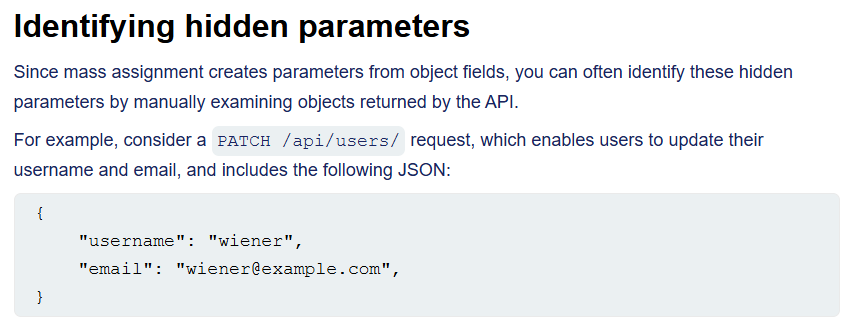 Identifying hidden parameters
Since mass assignment creates parameters from object fields, you can often identify these hidden
parameters by manually examining objects returned by the API.
For example, consider a PATCH /api/users/ request, which enables users to update their
username and email, and includes the following JSON:
{
    "username": "wiener",
    "email": "wiener@example.com",
}